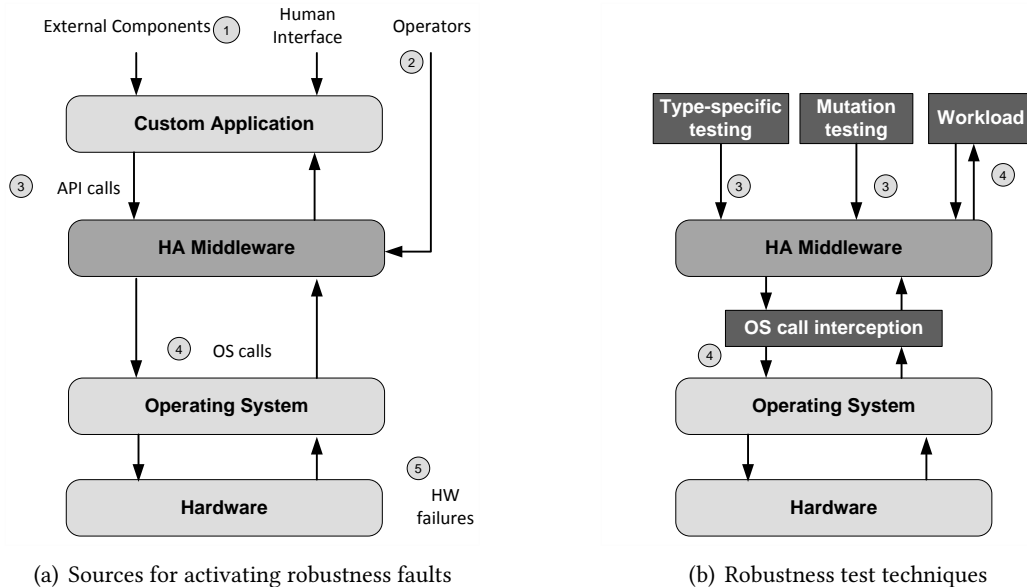 External Components
1
Human
Interface
Operators
2
Custom Application
3
API calls
HA Middleware
4
OS calls
Operating System
5
HW
failures
Hardware
(a) Sources for activating robustness faults
Type-specific
testing
Mutation
testing
Workload
3
3
4
HA Middleware
OS call interception
4
Operating System
Hardware
(b) Robustness test techniques